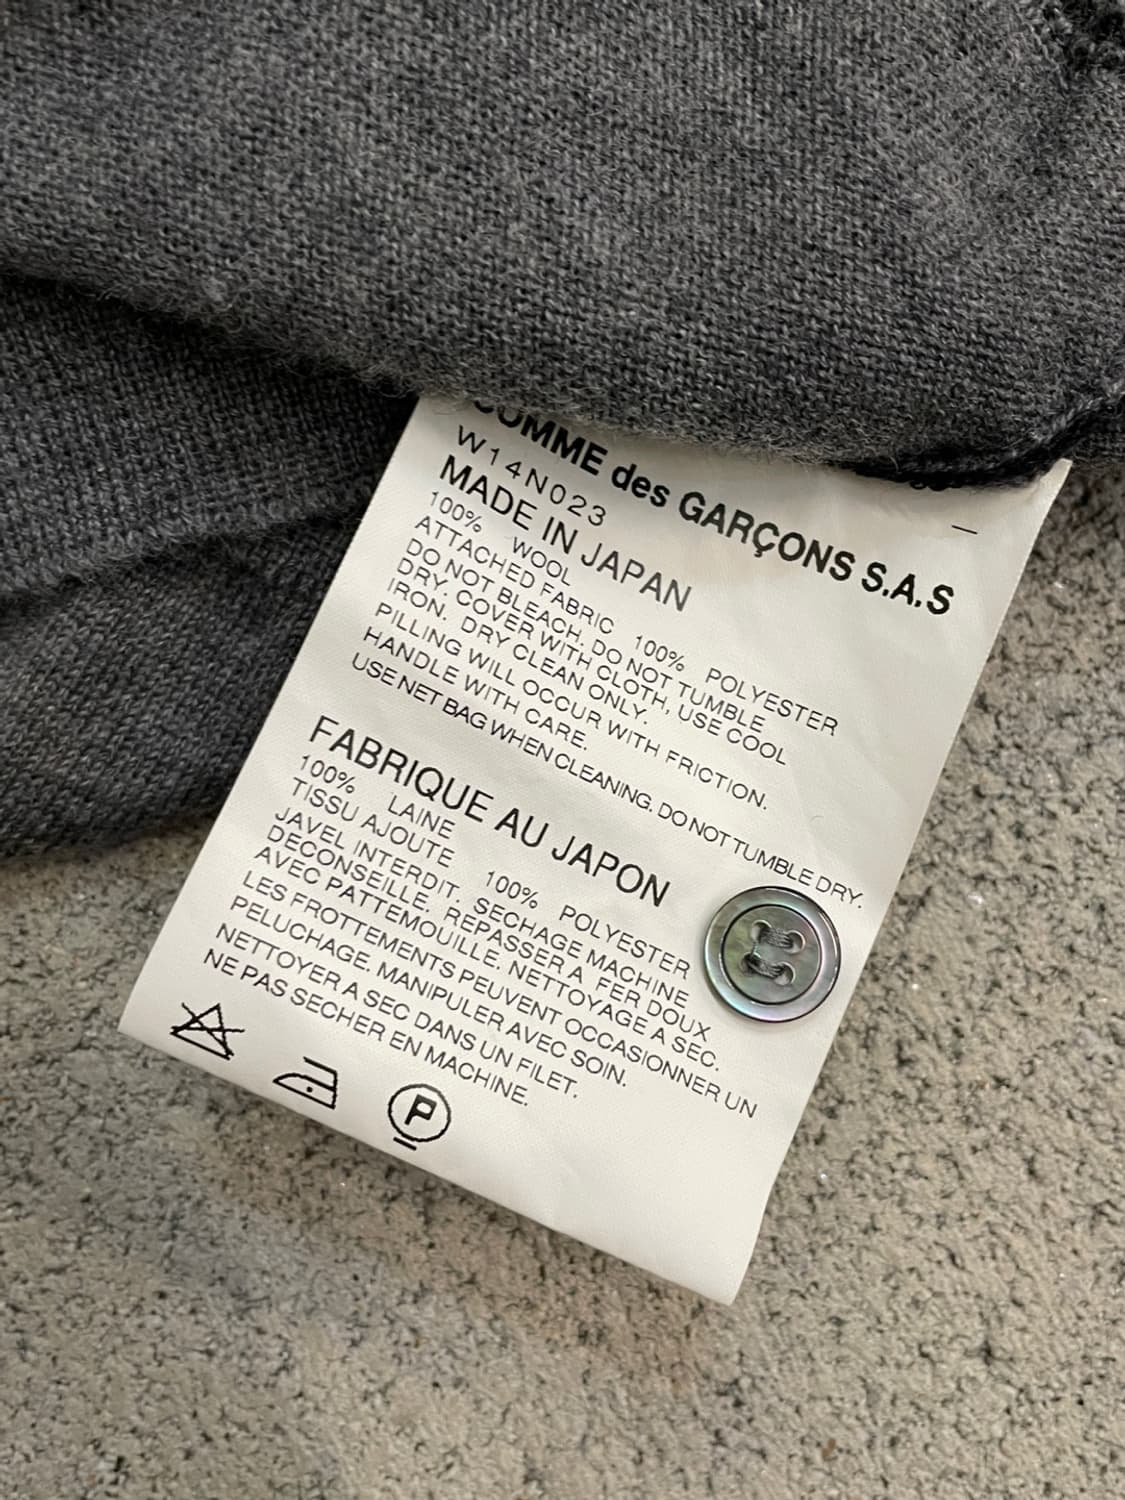 COMME des GARÇONS S.A.S
W14N023
MADE IN JAPAN
100% WOOL
ATTACHED FABRIC 100% POLYESTER
DO NOT BLEACH, DO NOT TUMBLE
DRY. COVER WITH CLOTH, USE COOL
IRON. DRY CLEAN ONLY.
PILLING WILL OCCUR WITH FRICTION.
HANDLE WITH CARE.
USE NET BAG WHEN CLEANING. DO NOT TUMBLE DRY.
FABRIQUE AU JAPON
100% LAINE
TISSU AJOUTE 100% POLYESTER
JAVEL INTERDIT. SECHAGE MACHINE
DECONSEILLE. REPASSER A FER DOUX
AVEC PATTEMOUILLE. NETTOYAGE A SEC.
LES FROTTEMENTS PEUVENT OCCASIONNER UN
PELUCHAGE. MANIPULER AVEC SOIN.
NETTOYER A SEC DANS UN FILET.
NE PAS SECHER EN MACHINE.
P